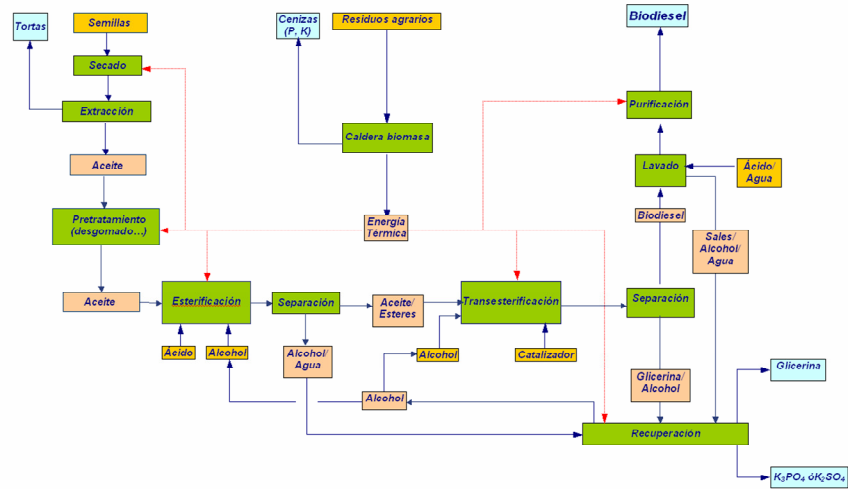 Tortas
Semillas
Cenizas
(P, K)
Residuos agrarios
Biodiesel
Secado
Extracción
Purificación
Caldera biomasa
Aceite
Lavado
Ácido/
Agua
Pretratamiento
(desgomado...)
Energía
Térmica
Biodiesel
Sales/
Alcohol/
Agua
Aceite
Esterificación
Separación
Aceite/
Esteres
Transesterificación
Separación
Ácido
Alcohol
Alcohol/
Agua
Alcohol
Catalizador
Glicerina
Alcohol
Glicerina/
Alcohol
Recuperación
K3PO4 óK2SO4